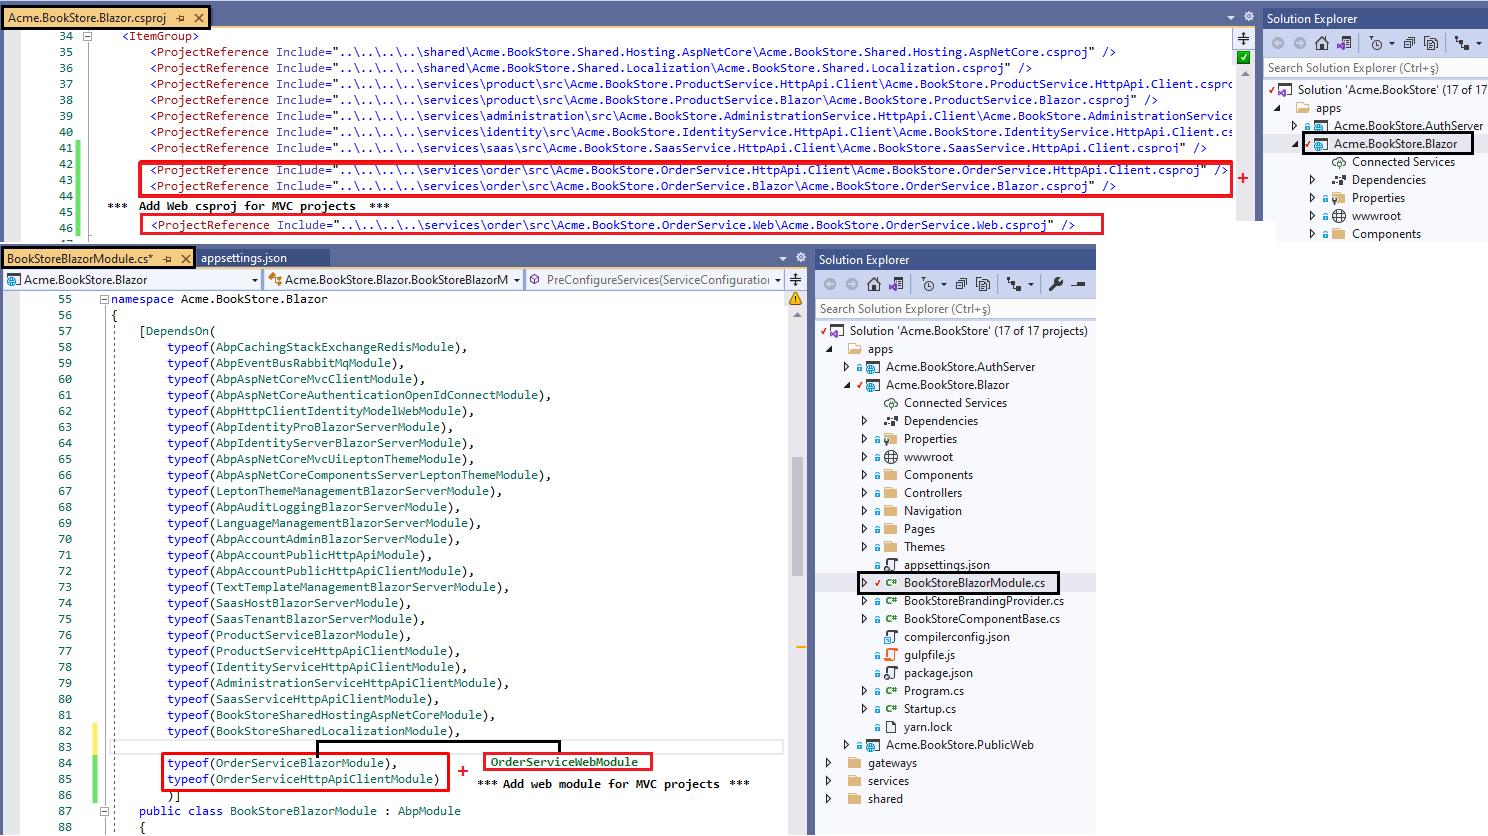 Acme.BookStore.Blazor.csproj
34 <ItemGroup>
35 <ProjectReference Include="..\..\..\..\shared\Acme.BookStore.Shared.Hosting.AspNetCore\Acme.BookStore.Shared.Hosting.AspNetCore.csproj" />
36 <ProjectReference Include="..\..\..\..\shared\Acme.BookStore.Shared.Localization\Acme.BookStore.Shared.Localization.csproj" />
37 <ProjectReference Include="..\..\..\..\services\product\src\Acme.BookStore.ProductService.HttpApi.Client\Acme.BookStore.ProductService.HttpApi.Client.cspro
38 <ProjectReference Include="..\..\..\..\services\product\src\Acme.BookStore.ProductService.Blazor\Acme.BookStore.ProductService.Blazor.csproj" />
39 <ProjectReference Include="..\..\..\..\services\administration\src\Acme.BookStore.AdministrationService.HttpApi.Client\Acme.BookStore.AdministrationService
40 <ProjectReference Include="..\..\..\..\services\identity\src\Acme.BookStore.IdentityService.HttpApi.Client\Acme.BookStore.IdentityService.HttpApi.Client.cs
41 <ProjectReference Include="..\..\..\..\services\saas\src\Acme.BookStore.SaasService.HttpApi.Client\Acme.BookStore.SaasService.HttpApi.Client.csproj" />
42
43 <ProjectReference Include="..\..\..\..\services\order\src\Acme.BookStore.OrderService.HttpApi.Client\Acme.BookStore.OrderService.HttpApi.Client.csproj" />
44 <ProjectReference Include="..\..\..\..\services\order\src\Acme.BookStore.OrderService.Blazor\Acme.BookStore.OrderService.Blazor.csproj" />
+
45 *** Add Web csproj for MVC projects ***
46 <ProjectReference Include="..\..\..\..\services\order\src\Acme.BookStore.OrderService.Web\Acme.BookStore.OrderService.Web.csproj" />
Solution Explorer
Search Solution Explorer (Ctrl+ş)
Solution 'Acme.BookStore' (17 of 17
apps
Acme.BookStore.AuthServer
Acme.BookStore.Blazor
Connected Services
Dependencies
Properties
wwwroot
Components
BookStoreBlazorModule.cs*
appsettings.json
Acme.BookStore.Blazor
Acme.BookStore.Blazor.BookStoreBlazorM
PreConfigureServices(ServiceConfiguration
55 namespace Acme.BookStore.Blazor
56 {
57 [DependsOn(
58 typeof(AbpCachingStackExchangeRedisModule),
59 typeof(AbpEventBusRabbitMqModule),
60 typeof(AbpAspNetCoreMvcClientModule),
61 typeof(AbpAspNetCoreAuthenticationOpenIdConnectModule),
62 typeof(AbpHttpClientIdentityModelWebModule),
63 typeof(AbpIdentityProBlazorServerModule),
64 typeof(AbpIdentityServerBlazorServerModule),
65 typeof(AbpAspNetCoreMvcUiLeptonThemeModule),
66 typeof(AbpAspNetCoreComponentsServerLeptonThemeModule),
67 typeof(LeptonThemeManagementBlazorServerModule),
68 typeof(AbpAuditLoggingBlazorServerModule),
69 typeof(LanguageManagementBlazorServerModule),
70 typeof(AbpAccountAdminBlazorServerModule),
71 typeof(AbpAccountPublicHttpApiModule),
72 typeof(AbpAccountPublicHttpApiModule),
73 typeof(TextTemplateManagementBlazorServerModule),
74 typeof(SaasHostBlazorServerModule),
75 typeof(SaasTenantBlazorServerModule),
76 typeof(ProductServiceBlazorModule),
77 typeof(ProductServiceHttpApiClientModule),
78 typeof(IdentityServiceHttpApiClientModule),
79 typeof(AdministrationServiceHttpApiClientModule),
80 typeof(SaasServiceHttpApiClientModule),
81 typeof(BookStoreSharedHostingAspNetCoreModule),
82 typeof(BookStoreSharedLocalizationModule),
83
84 typeof(OrderServiceBlazorModule),
85 typeof(OrderServiceHttpApiClientModule)
+
OrderServiceWebModule
*** Add web module for MVC projects ***
86 )]
87 public class BookStoreBlazorModule : AbpModule
88 {
Solution Explorer
Search Solution Explorer (Ctrl+ş)
Solution 'Acme.BookStore' (17 of 17 projects)
apps
Acme.BookStore.AuthServer
Acme.BookStore.Blazor
Connected Services
Dependencies
Properties
wwwroot
Components
Controllers
Navigation
Pages
Themes
appsettings.json
C# BookStoreBlazorModule.cs
C# BookStoreBrandingProvider.cs
C# BookStoreComponentBase.cs
compilerconfig.json
gulpfile.js
package.json
C# Program.cs
C# Startup.cs
yarn.lock
Acme.BookStore.PublicWeb
gateways
services
shared